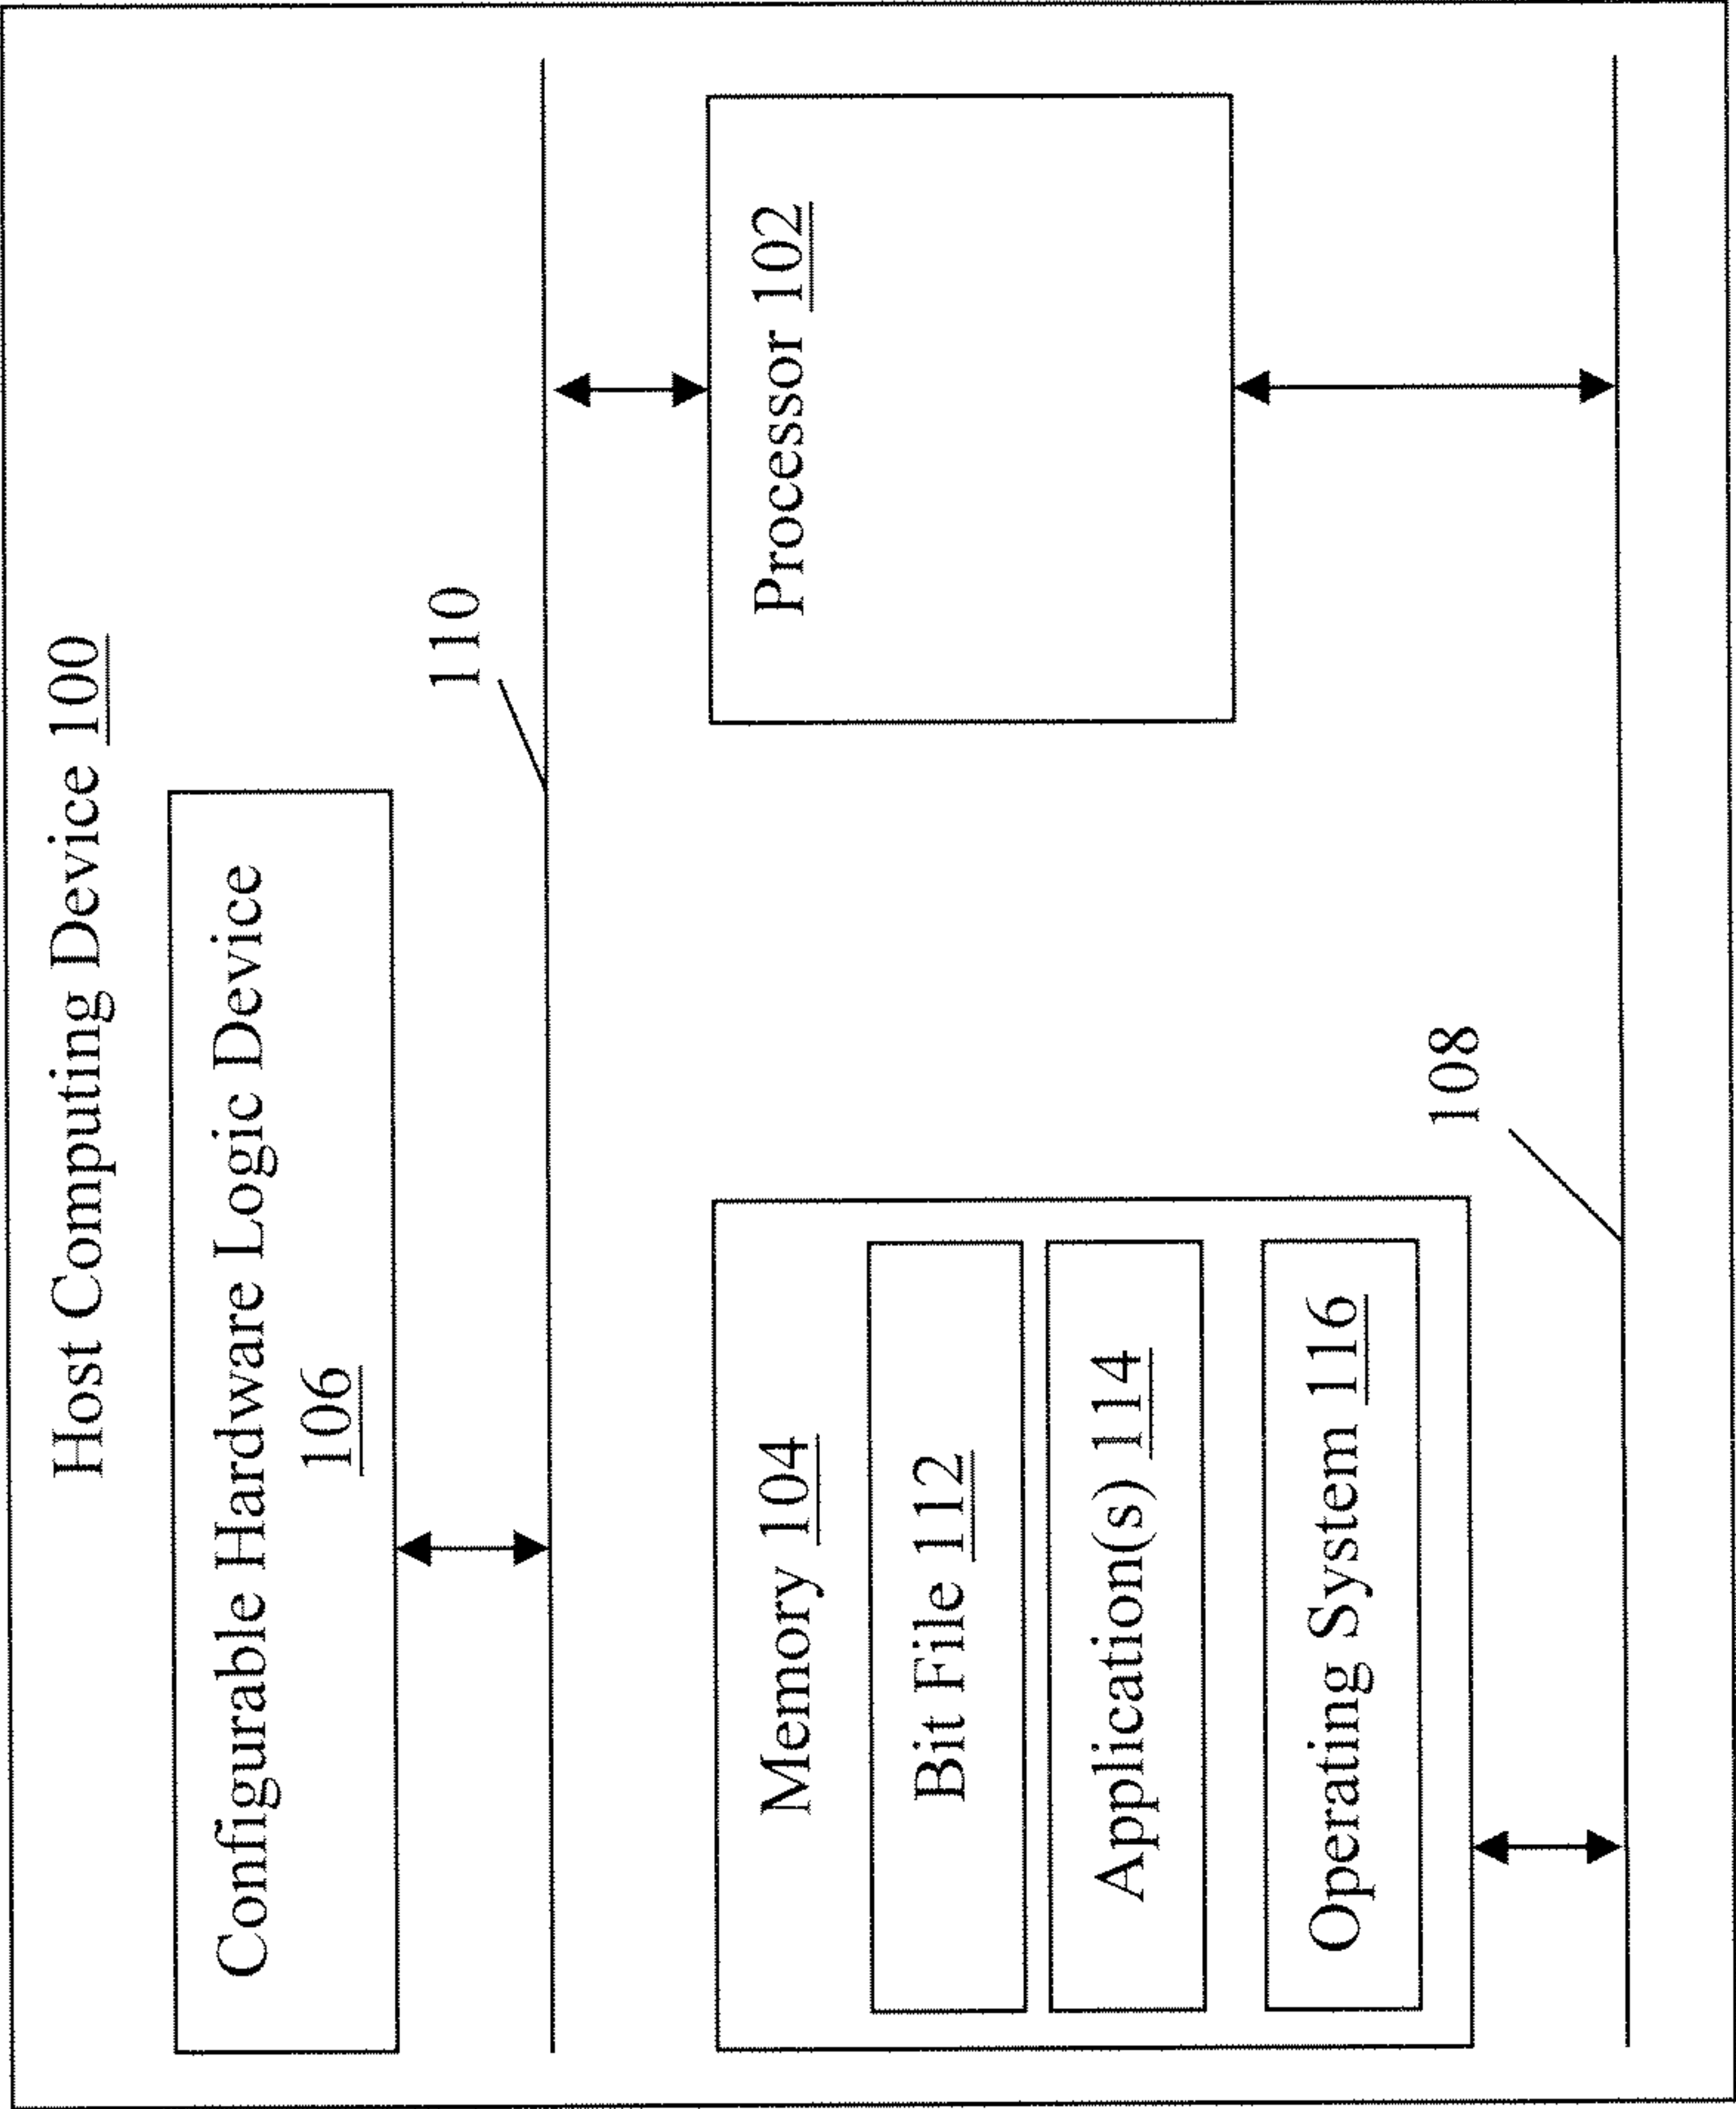 Host Computing Device 100
Configurable Hardware Logic Device
106
110
Memory 104
Bit File 112
Application(s) 114
Operating System 116
Processor 102
108